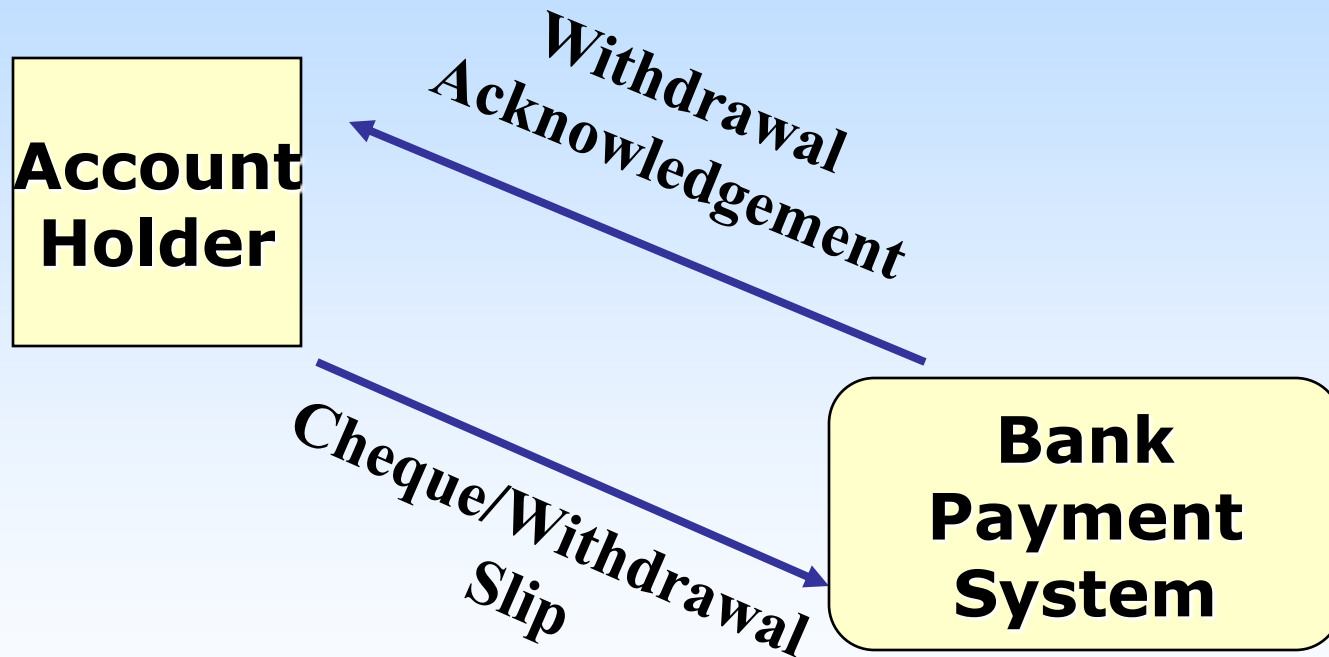 Account
Holder
Withdrawal
Acknowledgement
Cheque/Withdrawal
Slip
Bank
Payment
System